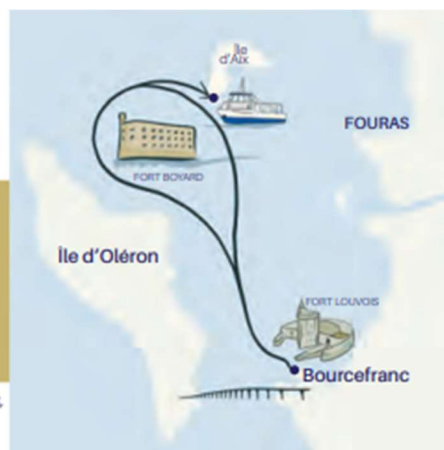 Île
d'Aix
FOURAS
FORT BOYARD
Île d'Oléron
FORT LOUVOIS
Bourcefranc